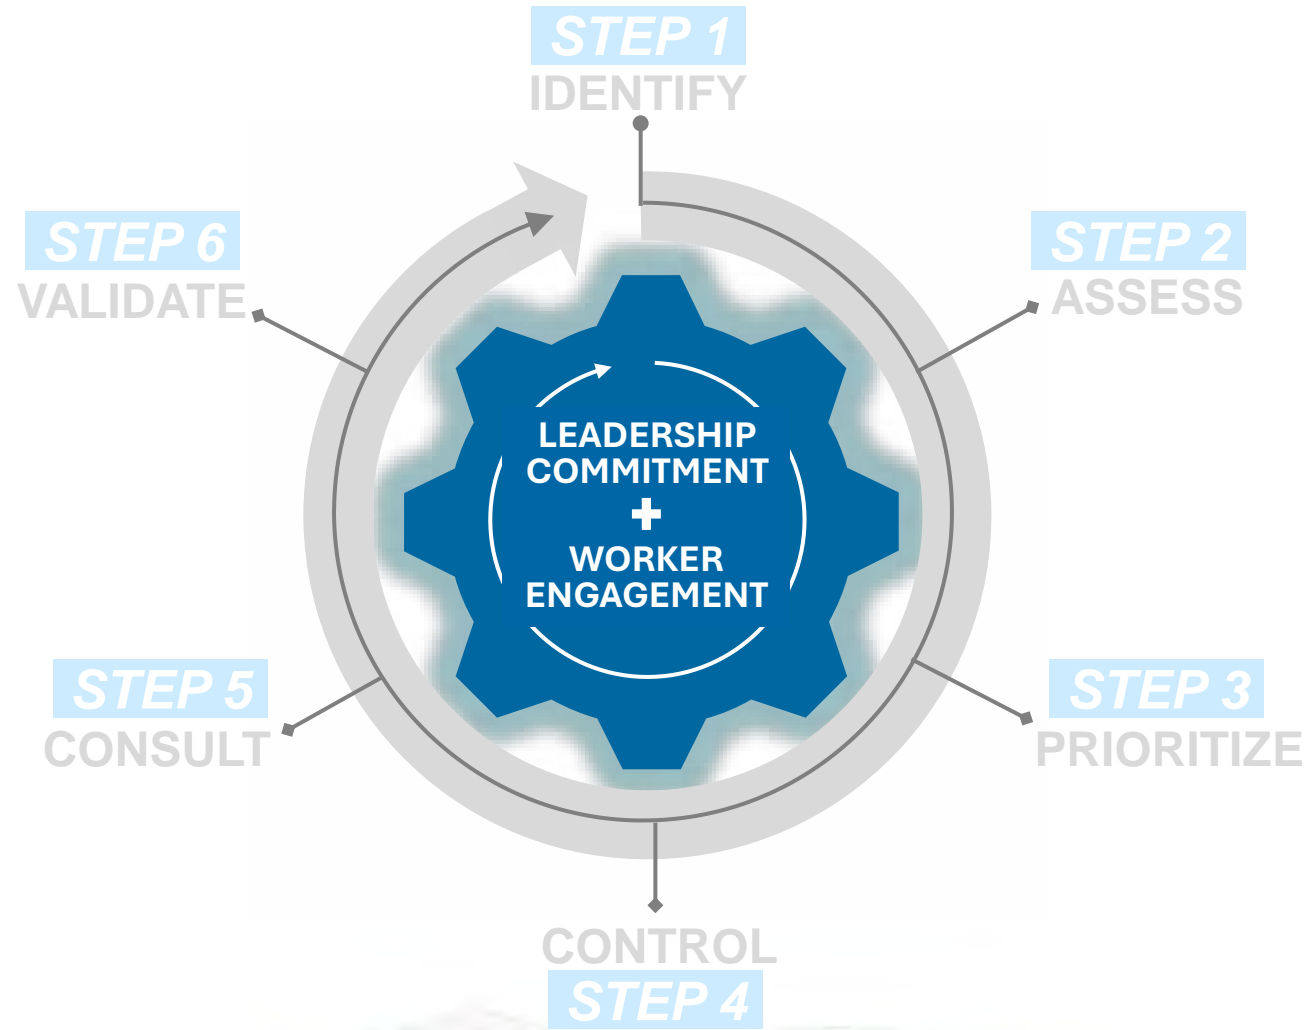 STEP 1
IDENTIFY
STEP 2
ASSESS
STEP 3
PRIORITIZE
CONTROL
STEP 4
STEP 5
CONSULT
STEP 6
VALIDATE
LEADERSHIP
COMMITMENT
+
WORKER
ENGAGEMENT